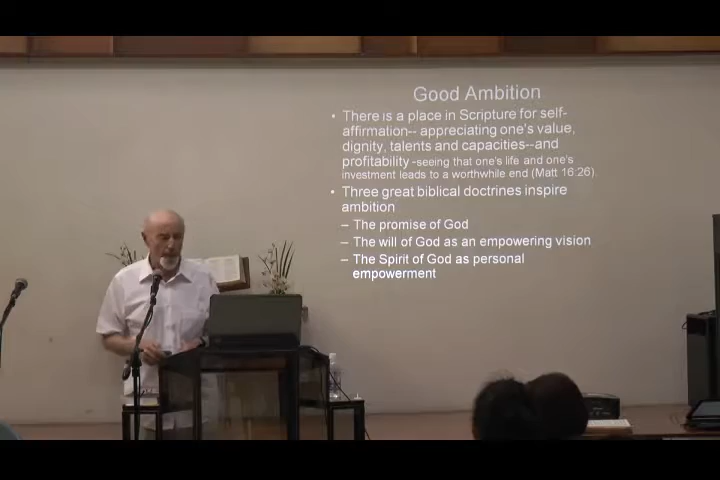 Good Ambition
• There is a place in Scripture for self-
affirmation-- appreciating one's value,
dignity, talents and capacities--and
profitability -seeing that one's life and one's
investment leads to a worthwhile end (Matt 16:26).
• Three great biblical doctrines inspire
ambition
– The promise of God
– The will of God as an empowering vision
– The Spirit of God as personal
empowerment